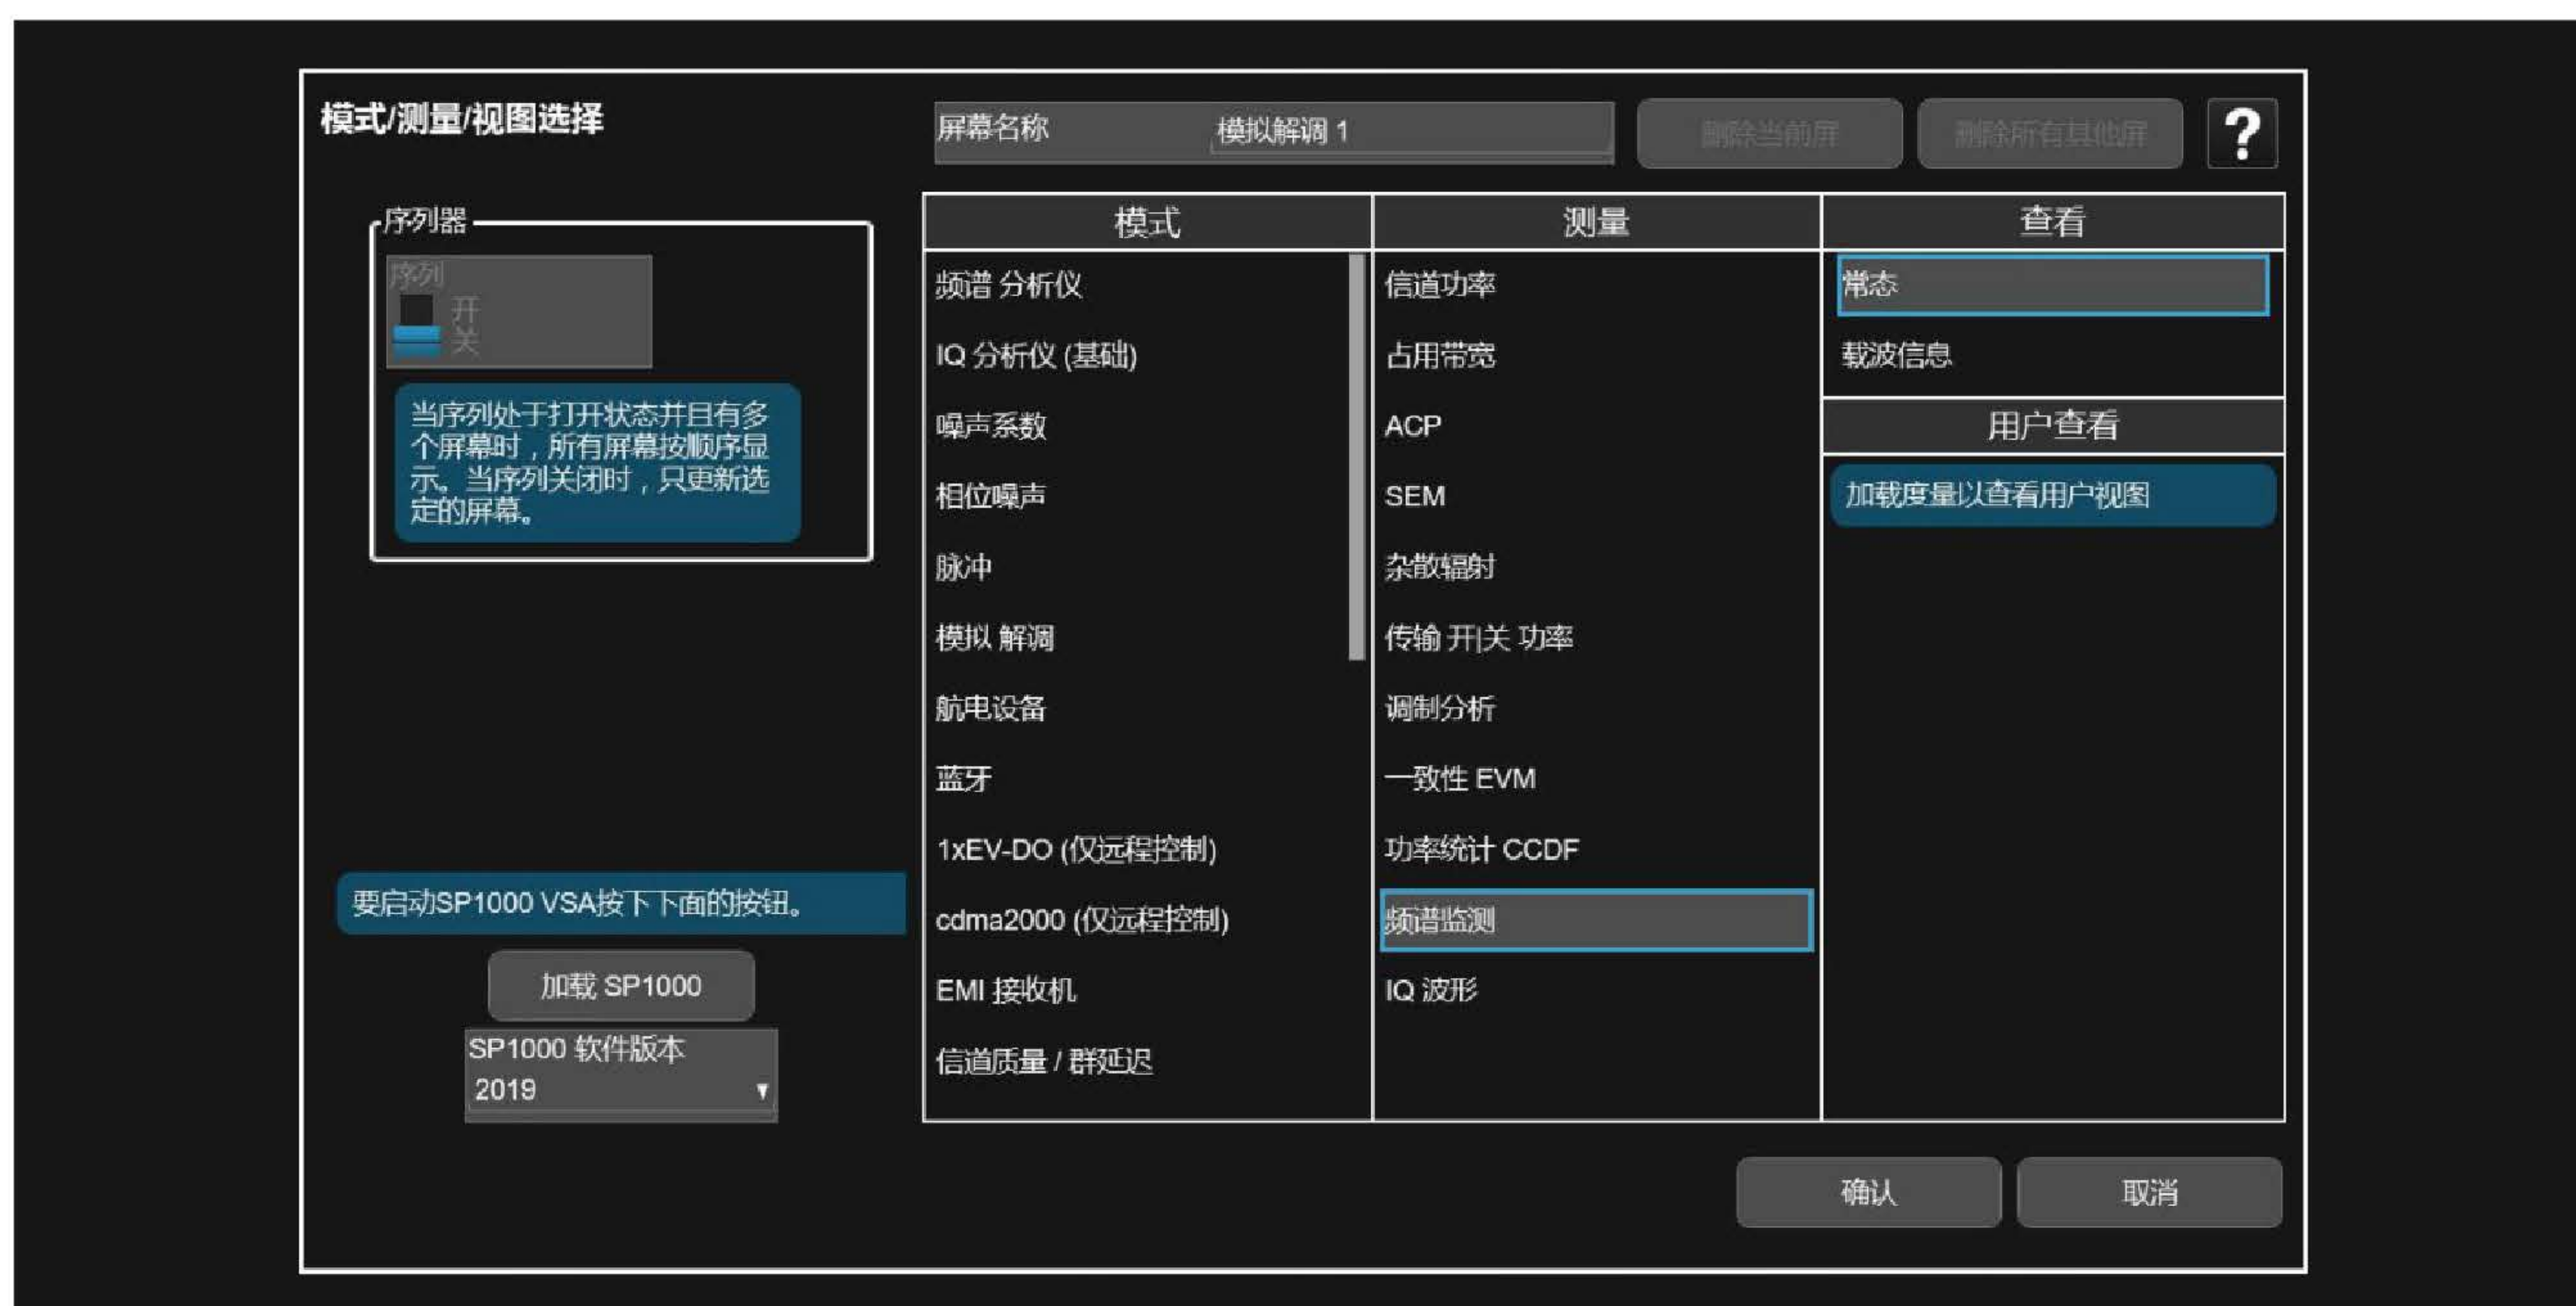 模式/测量/视图选择
屏幕名称 模拟解调 1
删除当前屏
删除所有其他屏
?
序列器
序列
开
关
当序列处于打开状态并且有多
个屏幕时，所有屏幕按顺序显
示。当序列关闭时，只更新选
定的屏幕。
要启动SP1000 VSA按下下面的按钮。
加载 SP1000
SP1000 软件版本
2019
模式
频谱 分析仪
IQ 分析仪 (基础)
噪声系数
相位噪声
脉冲
模拟 解调
航电设备
蓝牙
1xEV-DO (仅远程控制)
cdma2000 (仅远程控制)
EMI 接收机
信道质量 / 群延迟
测量
信道功率
占用带宽
ACP
SEM
杂散辐射
传输 开|关 功率
调制分析
一致性 EVM
功率统计 CCDF
频谱监测
IQ 波形
查看
常态
载波信息
用户查看
加载度量以查看用户视图
确认
取消